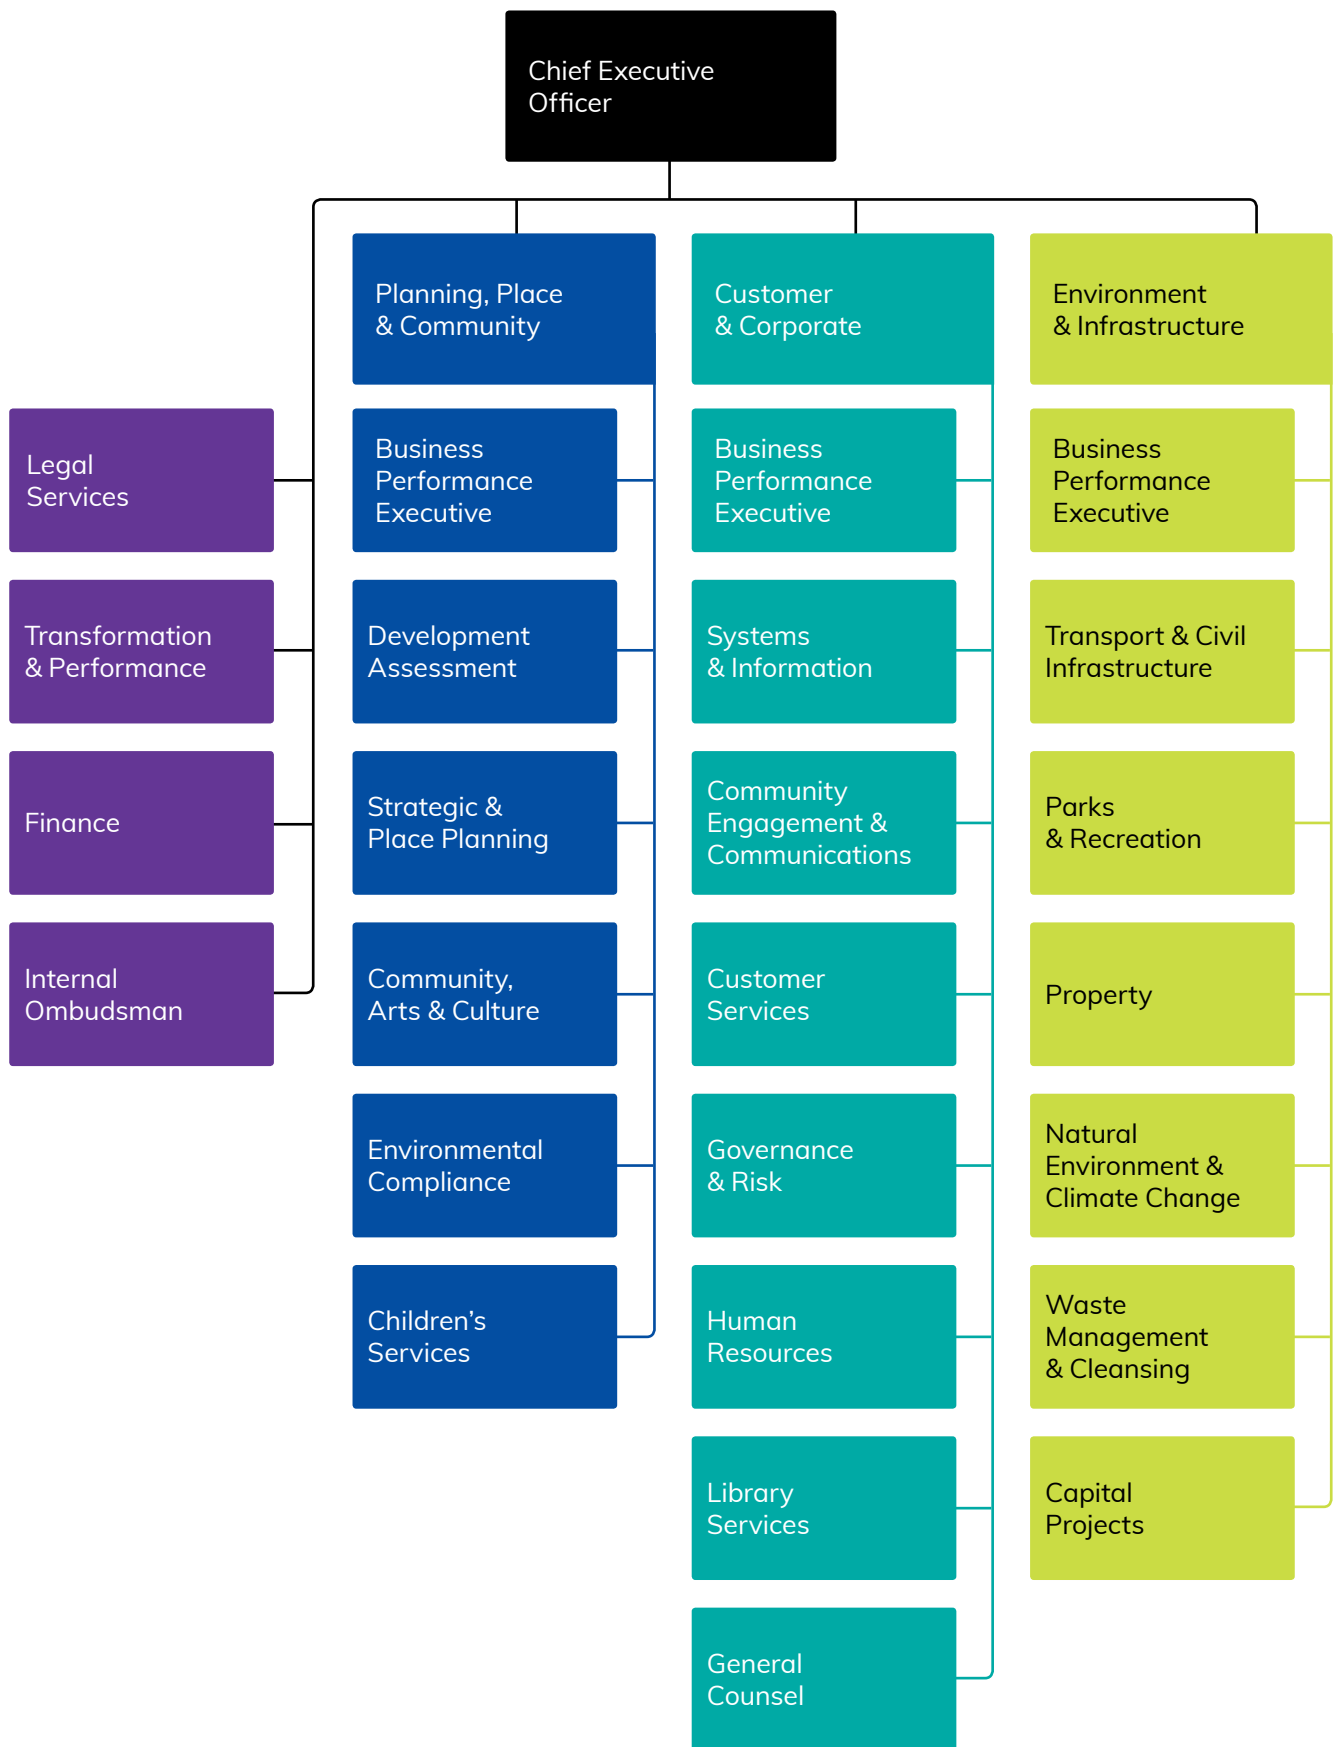 Chief Executive
Officer
Legal
Services
Transformation
& Performance
Finance
Internal
Ombudsman
Planning, Place
& Community
Business
Performance
Executive
Development
Assessment
Strategic &
Place Planning
Community,
Arts & Culture
Environmental
Compliance
Children’s
Services
Customer
& Corporate
Business
Performance
Executive
Systems
& Information
Community
Engagement &
Communications
Customer
Services
Governance
& Risk
Human
Resources
Library
Services
General
Counsel
Environment
& Infrastructure
Business
Performance
Executive
Transport & Civil
Infrastructure
Parks
& Recreation
Property
Natural
Environment &
Climate Change
Waste
Management
& Cleansing
Capital
Projects